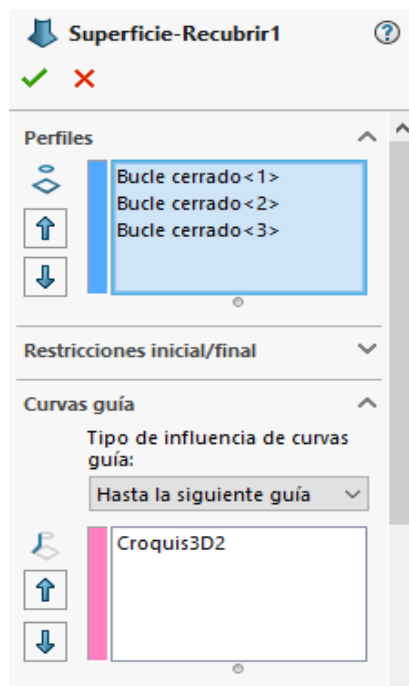 Superficie-Recubrir1
Perfiles
Bucle cerrado<1>
Bucle cerrado<2>
Bucle cerrado<3>
Restricciones inicial/final
Curvas guía
Tipo de influencia de curvas
guía:
Hasta la siguiente guía
Croquis3D2